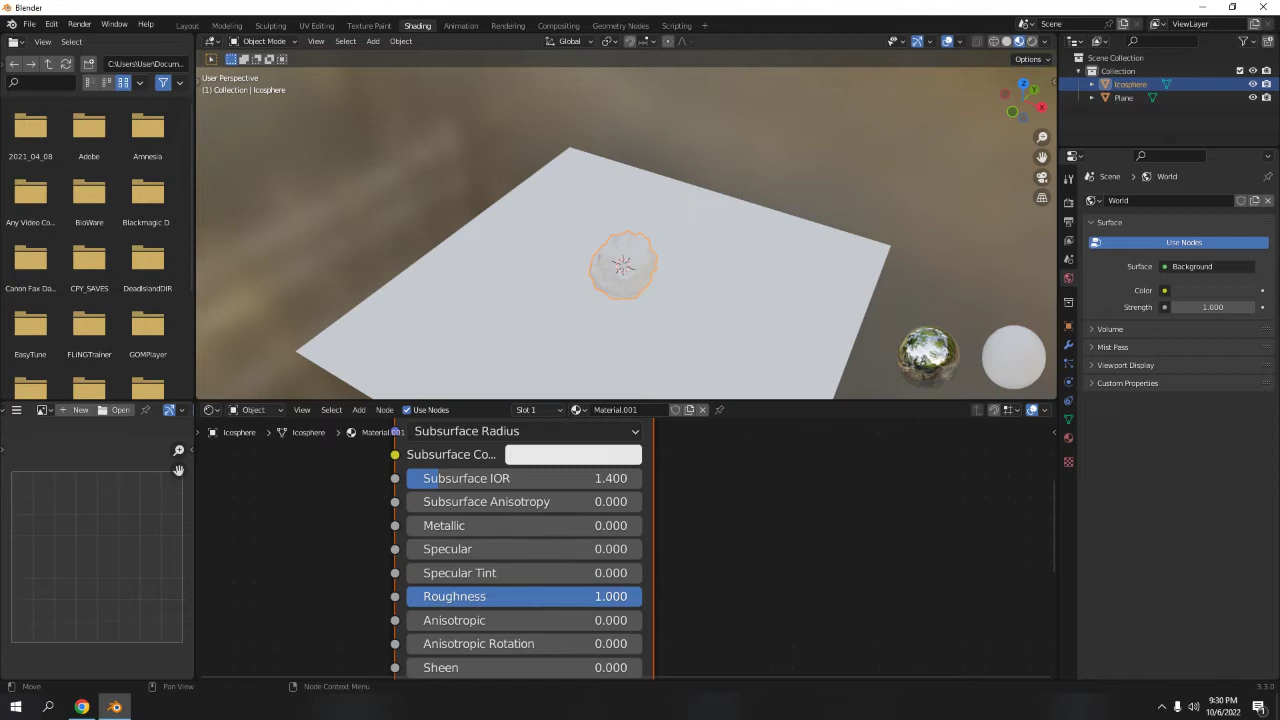 Blender
File Edit Render Window Help Layout Modeling Sculpting UV Editing Texture Paint Shading Animation Rendering Compositing Geometry Nodes Scripting + Scene ViewLayer
View Select Object Mode View Select Add Object Global
C:\Users\User\Docum... Options
User Perspective
(1) Collection | Icosphere
Z
Y
X
Scene Collection
Collection
Icosphere
Plane
2021_04_08 Adobe Amnesia
Any Video Co... BioWare Blackmagic D
Canon Fax Da... CPY_SAVES DeadIslandDIR
EasyTune FLiNGTrainer GOMPlayer
Scene World
World
Surface
Use Nodes
Surface Background
Color
Strength 1.000
Volume
Mist Pass
Viewport Display
Custom Properties
New Open Object View Select Add Node Use Nodes Slot 1 Material.001
Icosphere Icosphere Material.001
Subsurface Radius
Subsurface Co...
Subsurface IOR 1.400
Subsurface Anisotropy 0.000
Metallic 0.000
Specular 0.000
Specular Tint 0.000
Roughness 1.000
Anisotropic 0.000
Anisotropic Rotation 0.000
Sheen 0.000
Move Pan View Node Context Menu 3.3.0
9:30 PM
10/6/2022